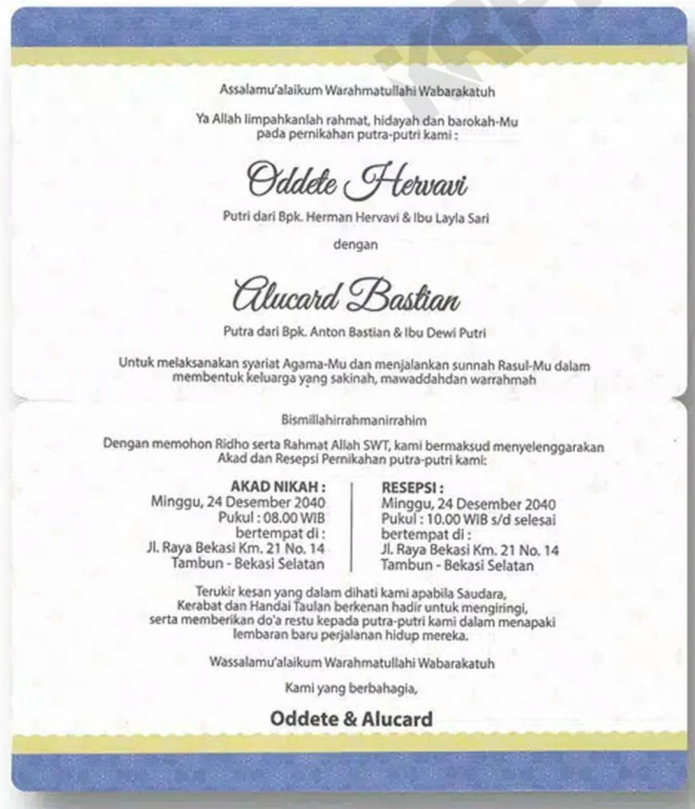 Assalamu'alaikum Warahmatullahi Wabarakatuh
Ya Allah limpahkanlah rahmat, hidayah dan barokah-Mu
pada pernikahan putra-putri kami :
Oddete Hervavi
Putri dari Bpk. Herman Hervavi & Ibu Layla Sari
dengan
Alucard Bastian
Putra dari Bpk. Anton Bastian & Ibu Dewi Putri
Untuk melaksanakan syariat Agama-Mu dan menjalankan sunnah Rasul-Mu dalam
membentuk keluarga yang sakinah, mawaddahdan warrahmah
Bismillahirrahmanirrahim
Dengan memohon Ridho serta Rahmat Allah SWT, kami bermaksud menyelenggarakan
Akad dan Resepsi Pernikahan putra-putri kami:
AKAD NIKAH :
Minggu, 24 Desember 2040
Pukul : 08.00 WIB
bertempat di :
Jl. Raya Bekasi Km. 21 No. 14
Tambun - Bekasi Selatan
RESEPSI :
Minggu, 24 Desember 2040
Pukul : 10.00 WIB s/d selesai
bertempat di :
Jl. Raya Bekasi Km. 21 No. 14
Tambun - Bekasi Selatan
Terukir kesan yang dalam dihati kami apabila Saudara,
Kerabat dan Handai Taulan berkenan hadir untuk mengiringi,
serta memberikan do'a restu kepada putra-putri kami dalam menapaki
lembaran baru perjalanan hidup mereka.
Wassalamu'alaikum Warahmatullahi Wabarakatuh
Kami yang berbahagia,
Oddete & Alucard